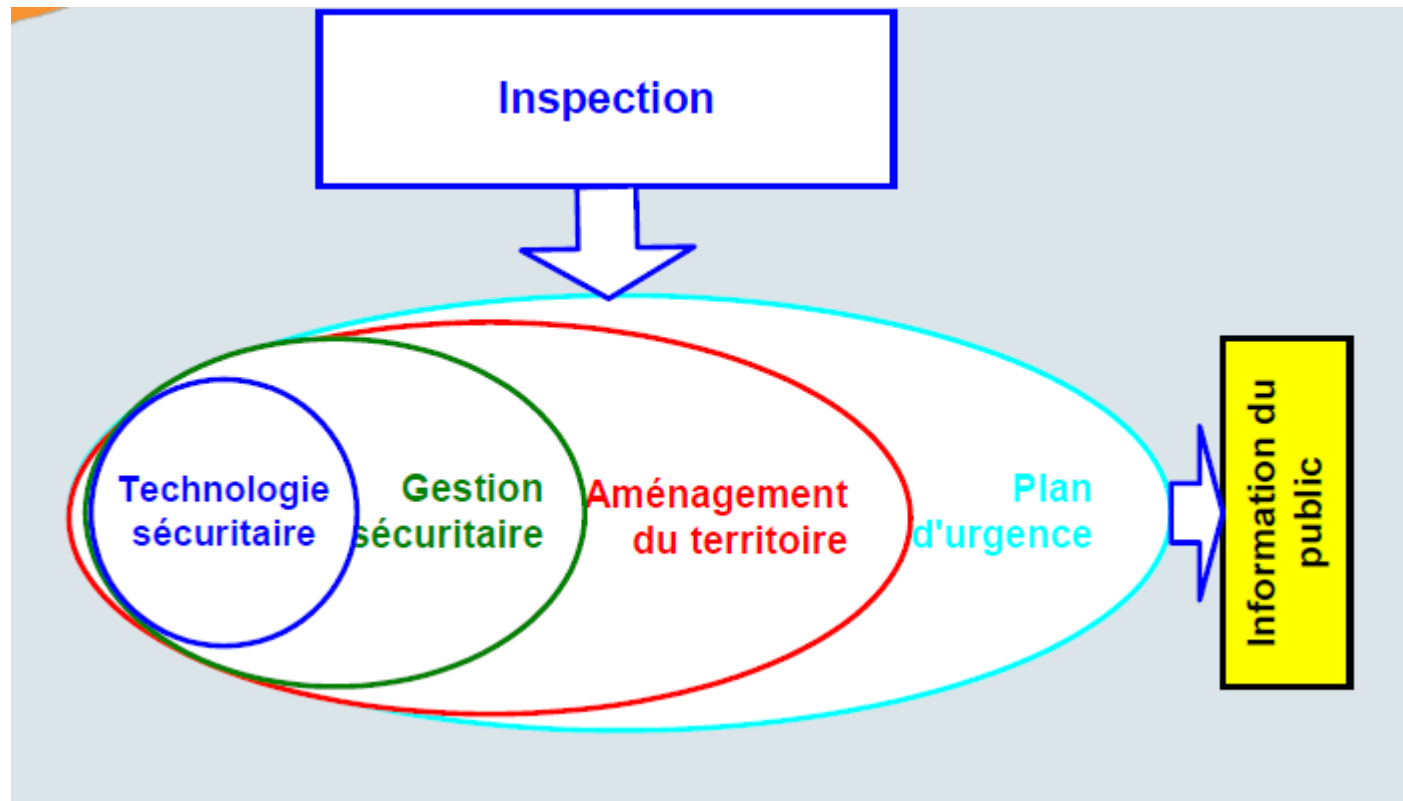 Inspection
Technologie
sécuritaire
Gestion
sécuritaire
Aménagement
du territoire
Plan
d'urgence
Information du
public